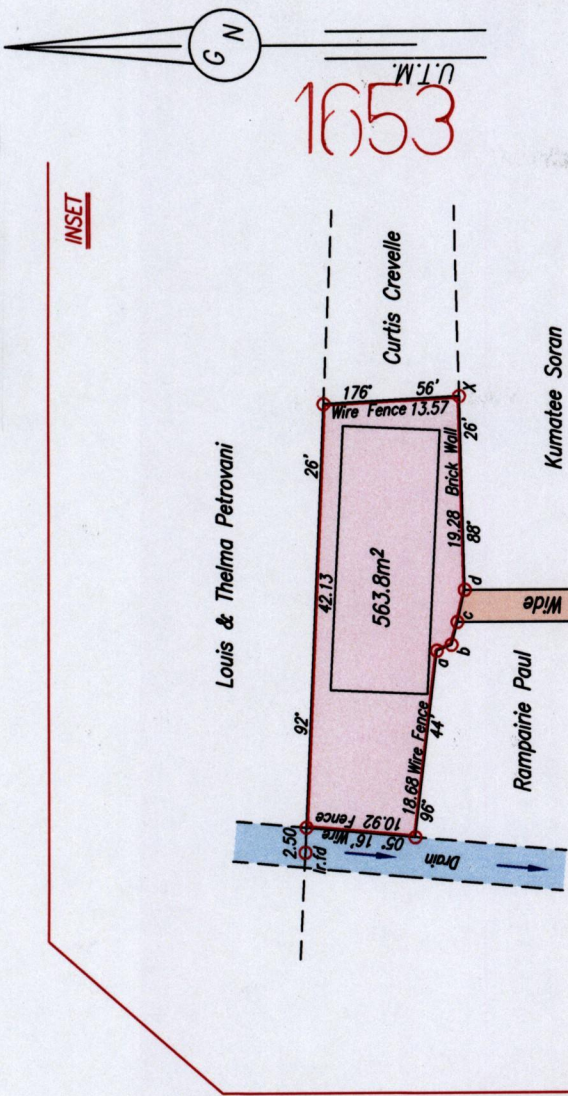 G N
U.T.M.
1653
INSET
Louis & Thelma Petrovani
Curtis Crevelle
Kumatee Soran
Rampairie Paul
92° 42.13 26'
176° 56'
Wire Fence 13.57
X
563.8m²
19.28 Brick Wall
88° 26'
d
c
b
a
Wide
18.68 Wire Fence
96° 44'
10.92
05° 16' Wire Fence
2.50
Ir.fd
Drain